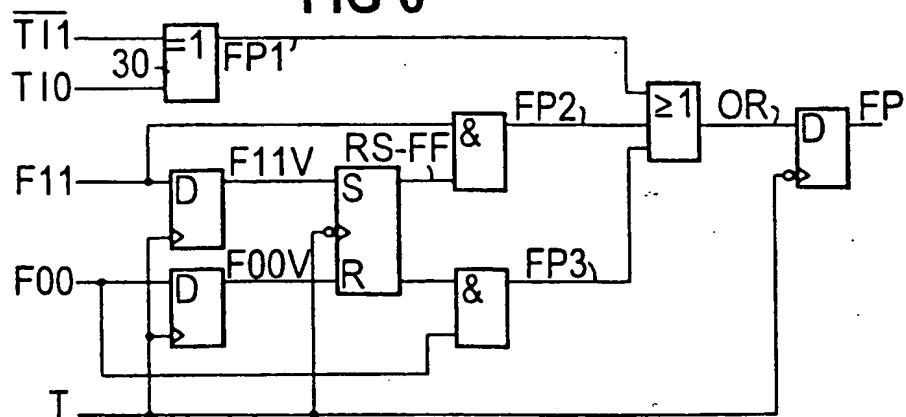 FIG 6
TI1 =1 FP1
30
TI0
≥1 OR D FP
& FP2
RS-FF
F11 D F11V S
F00 D F00V R & FP3
T